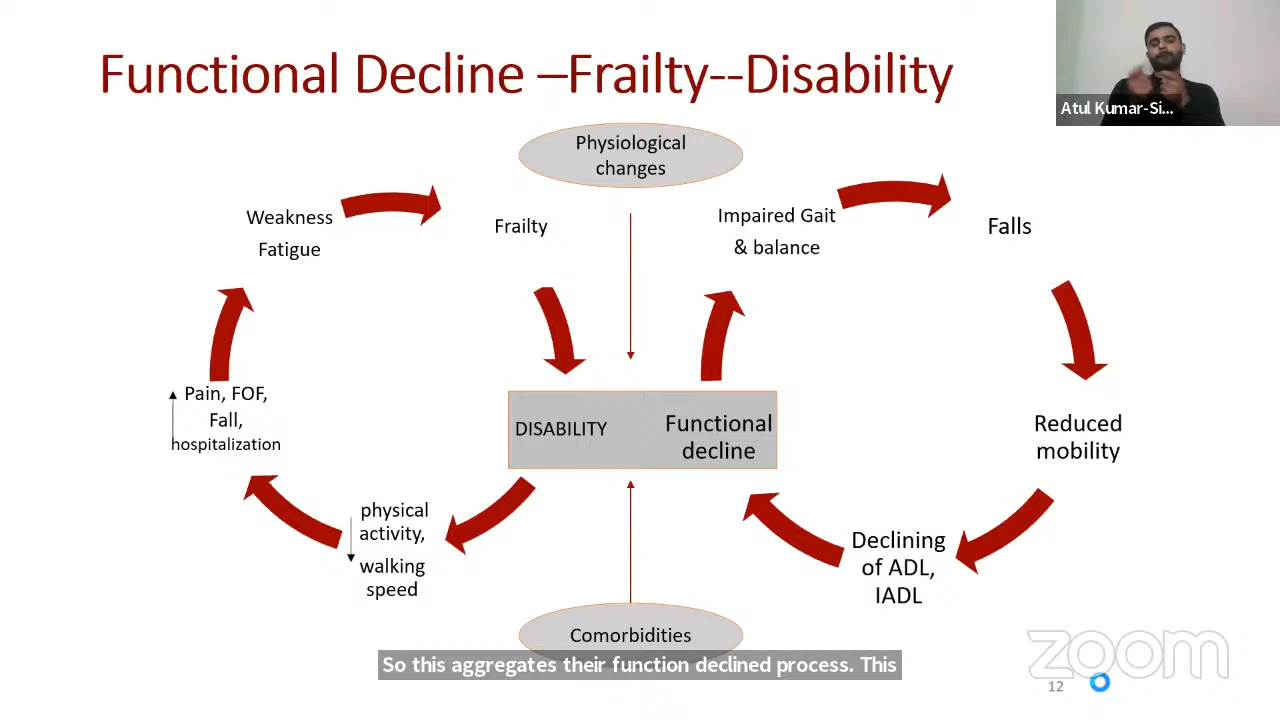 Functional Decline –Frailty--Disability
Atul Kumar-Si...
Physiological
changes
Weakness
Fatigue
Frailty
Impaired Gait
& balance
Falls
Pain, FOF,
Fall,
hospitalization
DISABILITY
Functional
decline
Reduced
mobility
physical
activity,
walking
speed
Declining
of ADL,
IADL
Comorbidities
So this aggregates their function declined process. This
zoom
12